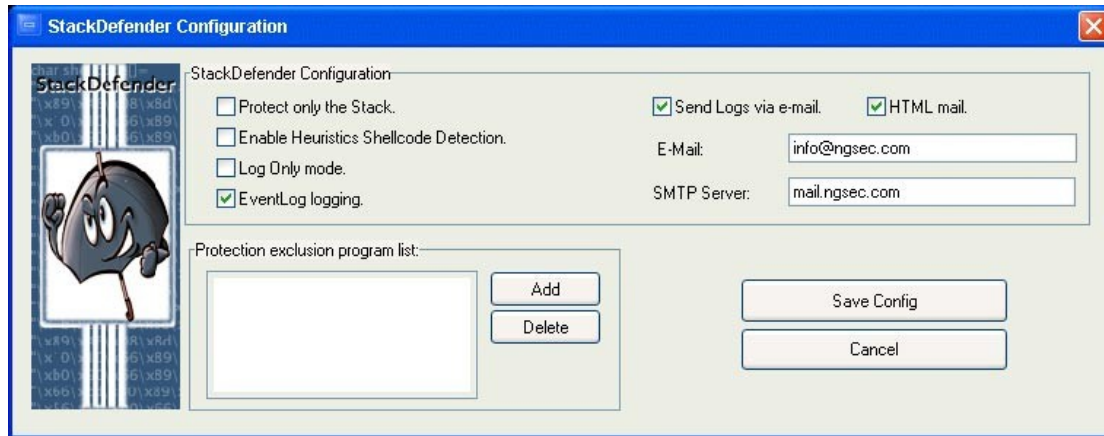 StackDefender Configuration
char she
[]=
StackDefender
StackDefender Configuration
Protect only the Stack.
Enable Heuristics Shellcode Detection.
Log Only mode.
EventLog logging.
Send Logs via e-mail.
HTML mail.
E-Mail:
info@ngsec.com
SMTP Server:
mail.ngsec.com
Protection exclusion program list:
Add
Delete
Save Config
Cancel